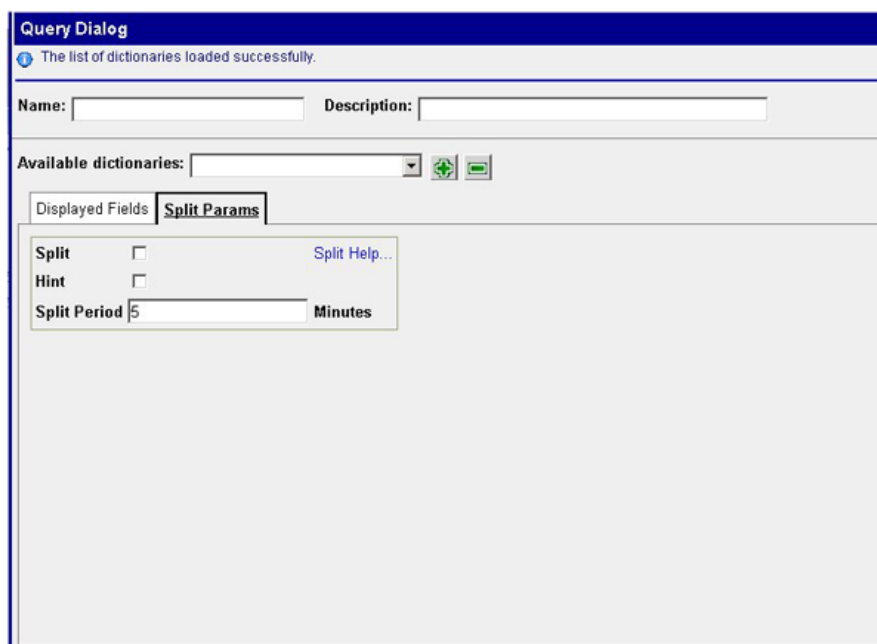 Query Dialog
The list of dictionaries loaded successfully.
Name: Description:
Available dictionaries:
Displayed Fields Split Params
Split Split Help...
Hint
Split Period 5 Minutes